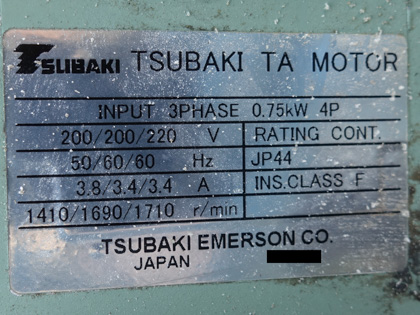 TSUBAKI TSUBAKI TA MOTOR
INPUT 3PHASE 0.75kW 4P
200/200/220 V RATING CONT.
50/60/60 Hz JP44
3.8/3.4/3.4 A INS.CLASS F
1410/1690/1710 r/min
TSUBAKI EMERSON CO.
JAPAN